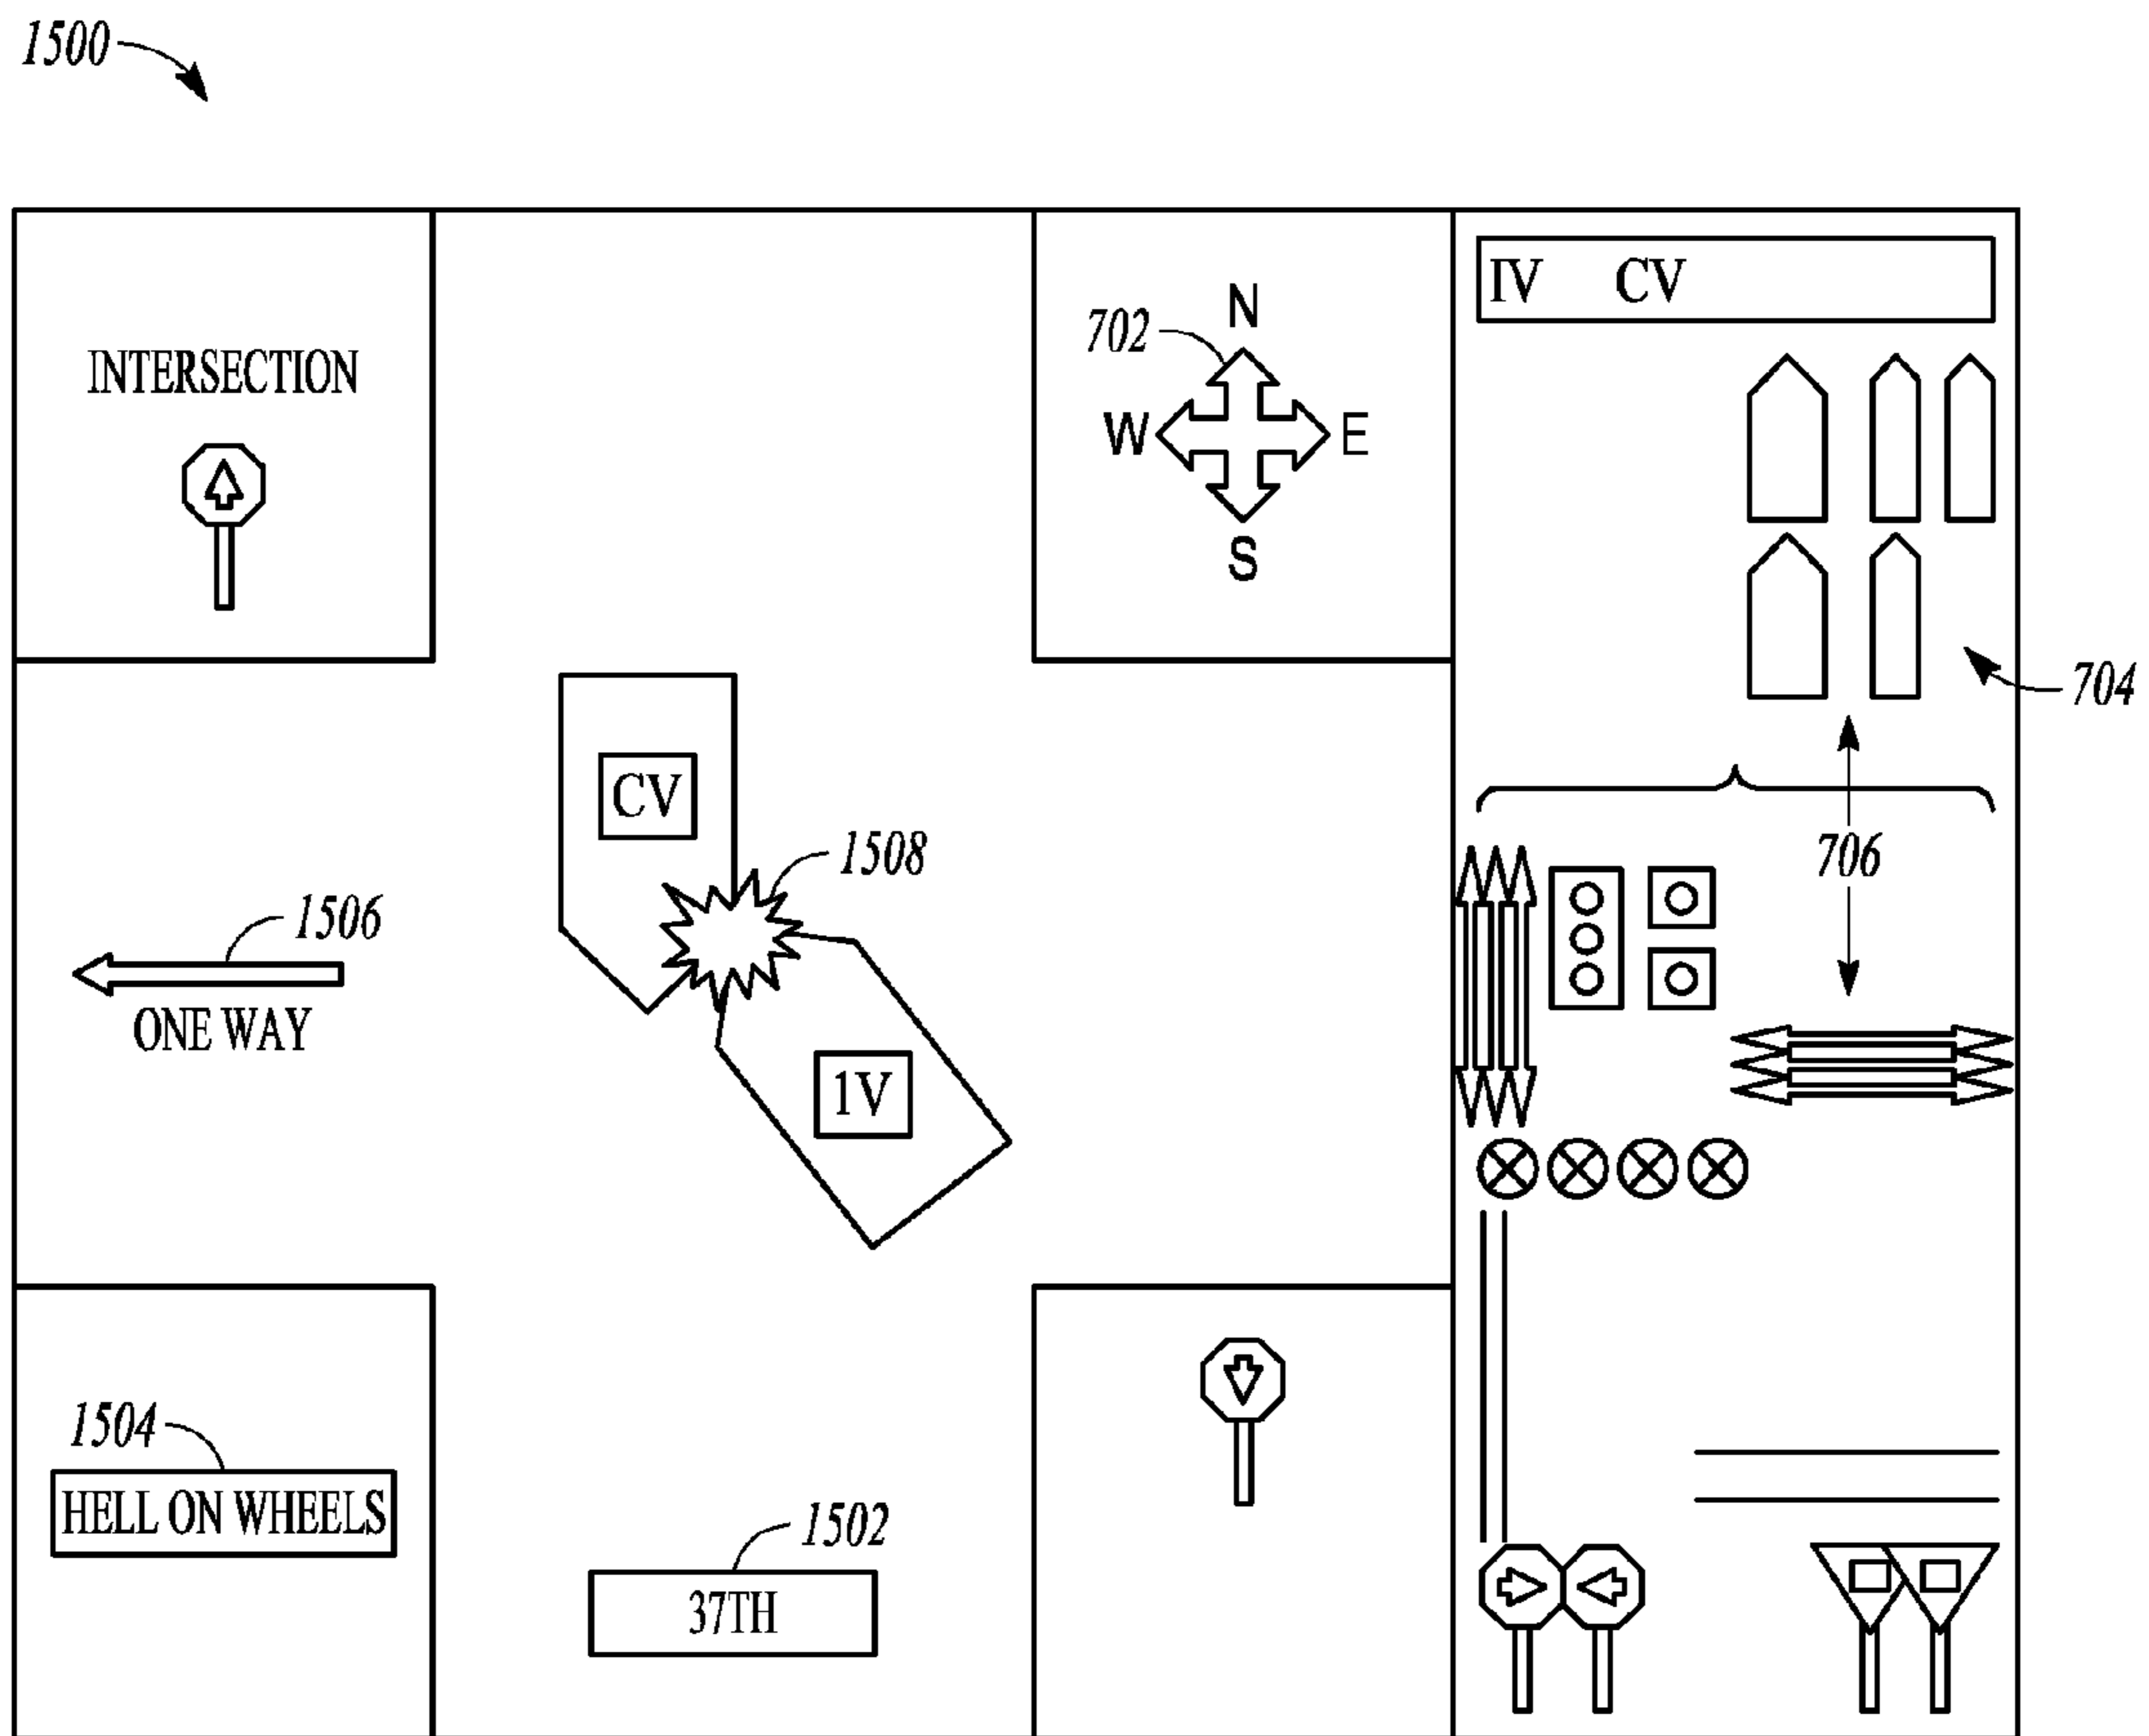 1500
IV CV
702
N
INTERSECTION
W E
S
704
CV
1508
706
1506
ONE WAY
1V
1504
HELL ON WHEELS
1502
37TH